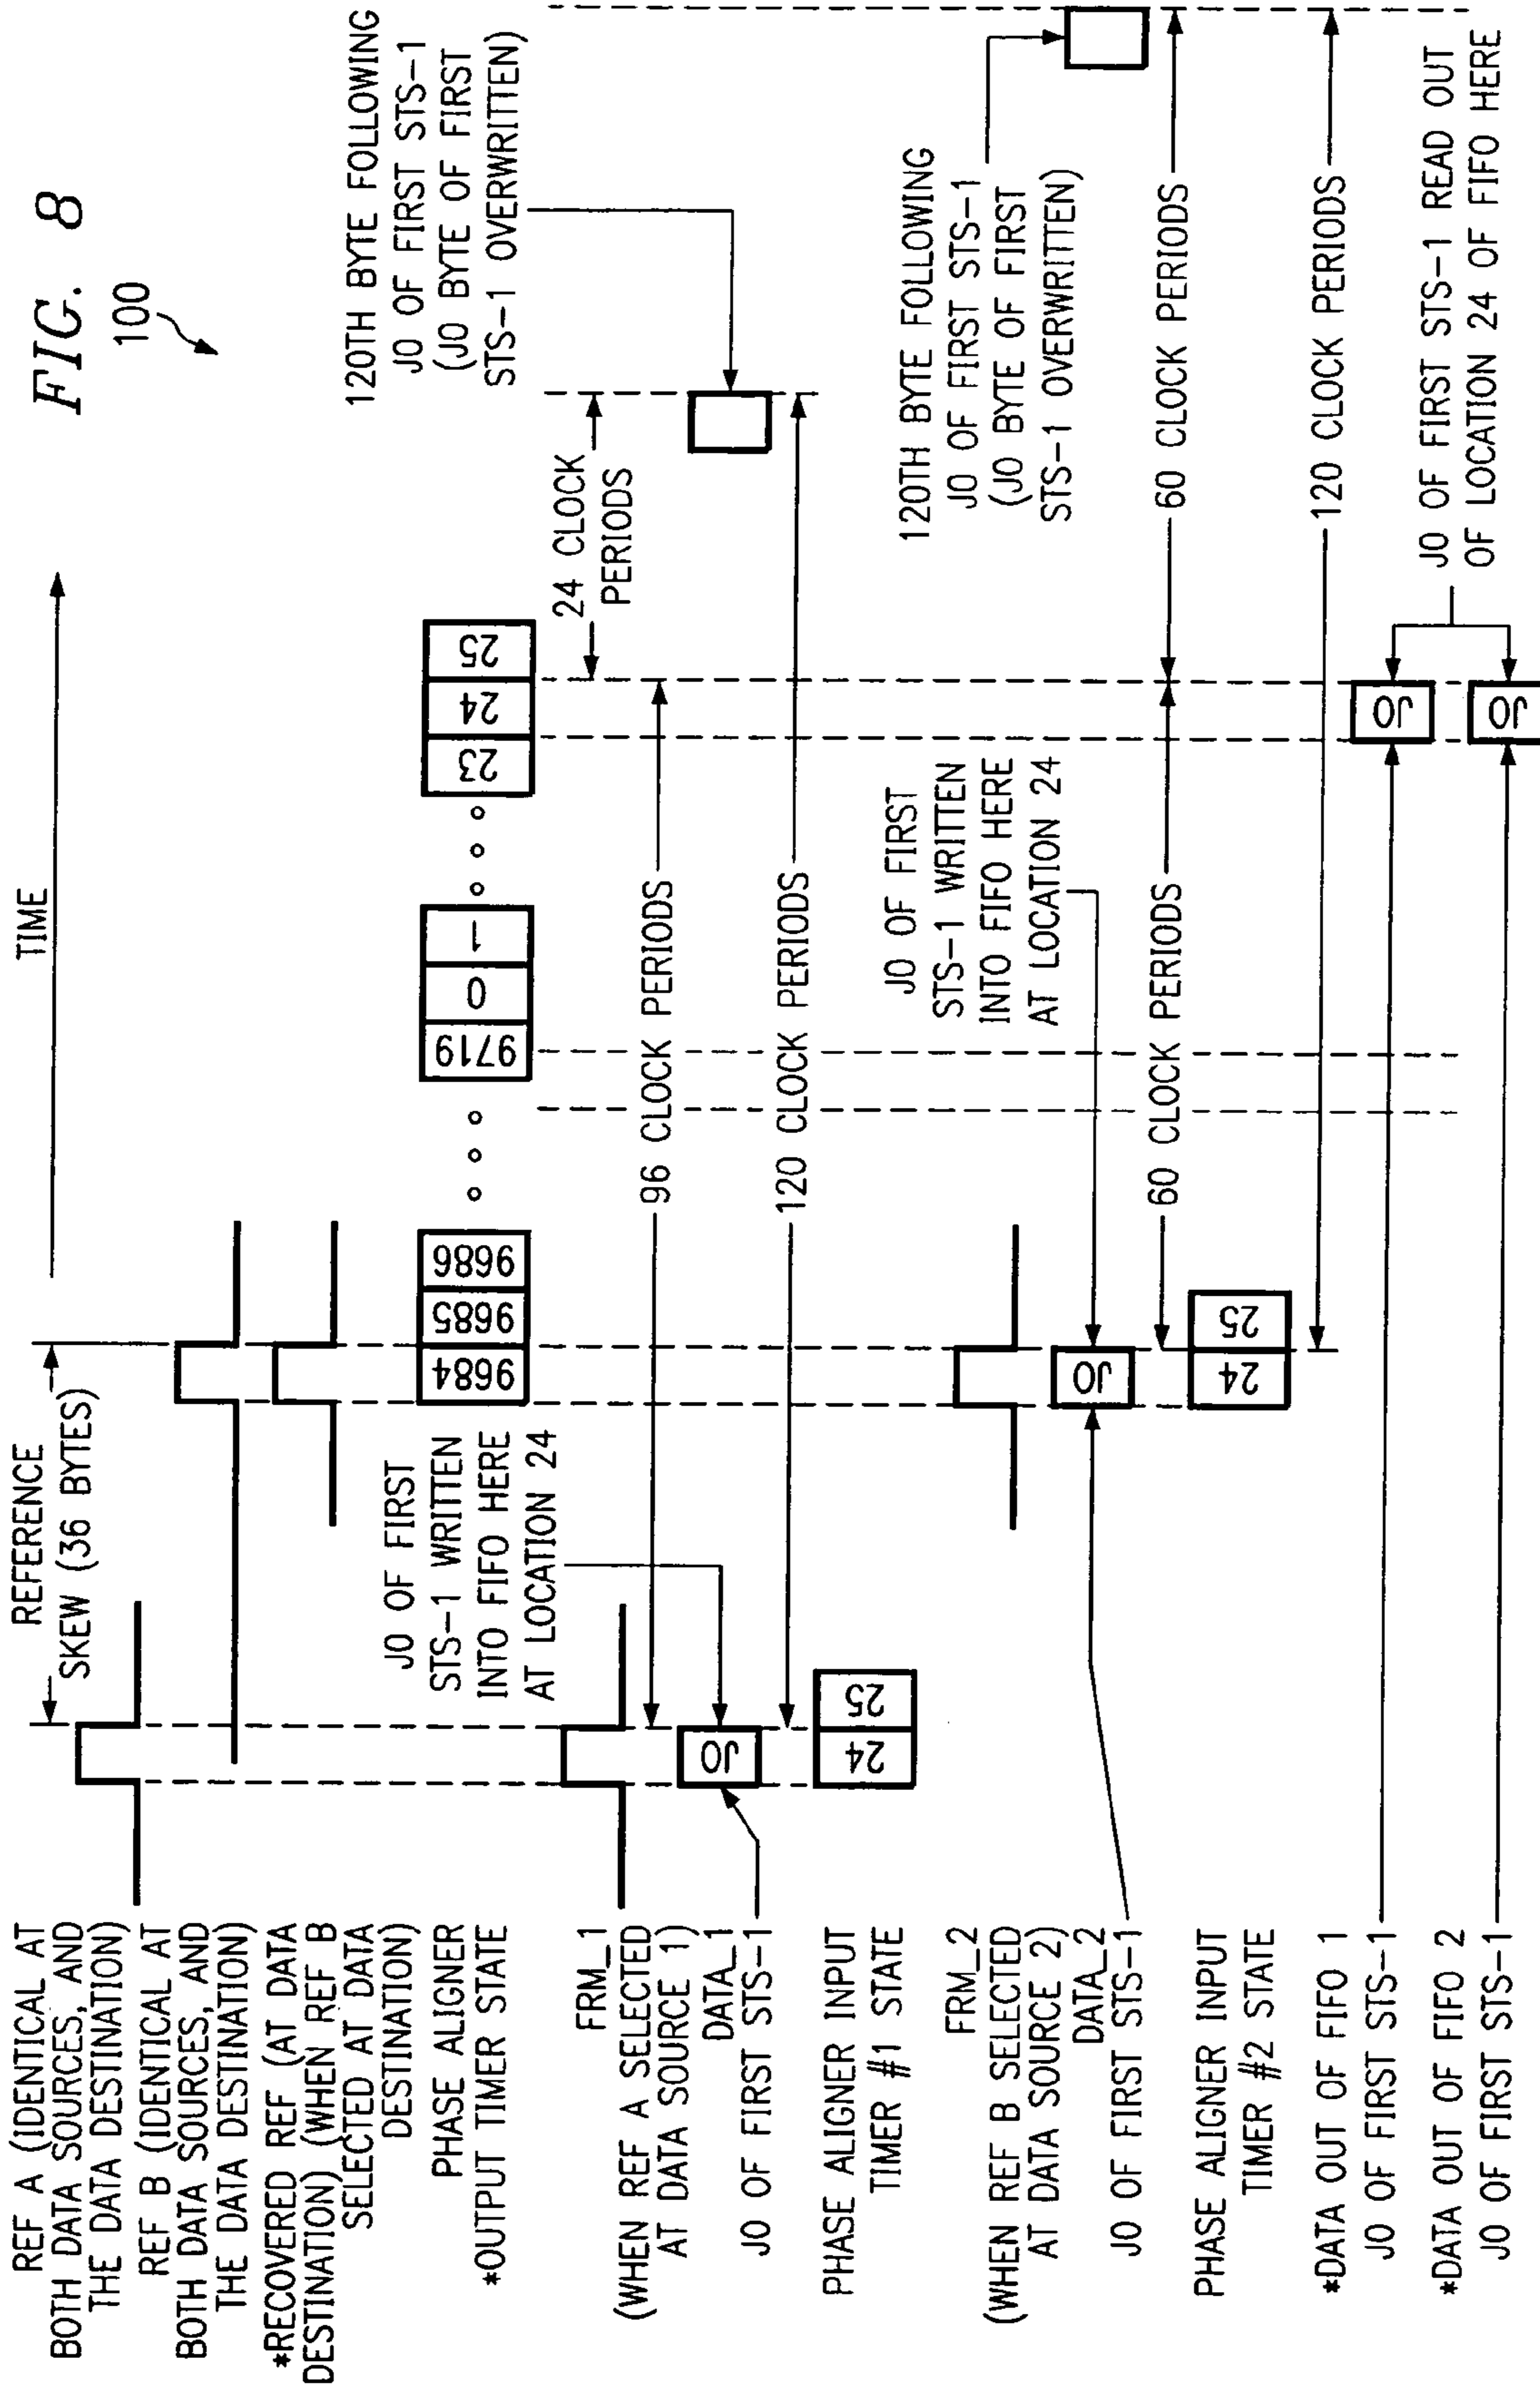 FIG. 8
100
TIME
REFERENCE
SKEW (36 BYTES)
REF A (IDENTICAL AT
BOTH DATA SOURCES, AND
THE DATA DESTINATION)
REF B (IDENTICAL AT
BOTH DATA SOURCES, AND
THE DATA DESTINATION)
*RECOVERED REF (AT DATA
DESTINATION) (WHEN REF B
SELECTED AT DATA
DESTINATION)
PHASE ALIGNER
*OUTPUT TIMER STATE
9684
9685
9686
9719
0
1
23
24
25
120TH BYTE FOLLOWING
J0 OF FIRST STS-1
(J0 BYTE OF FIRST
STS-1 OVERWRITTEN)
JO OF FIRST
STS-1 WRITTEN
INTO FIFO HERE
AT LOCATION 24
24 CLOCK
PERIODS
FRM_1
(WHEN REF A SELECTED
AT DATA SOURCE 1)
96 CLOCK PERIODS
DATA_1
JO OF FIRST STS-1
J0
120 CLOCK PERIODS
PHASE ALIGNER INPUT
TIMER #1 STATE
24
25
JO OF FIRST
STS-1 WRITTEN
INTO FIFO HERE
AT LOCATION 24
120TH BYTE FOLLOWING
JO OF FIRST STS-1
(JO BYTE OF FIRST
STS-1 OVERWRITTEN)
FRM_2
(WHEN REF B SELECTED
AT DATA SOURCE 2)
DATA_2
JO OF FIRST STS-1
J0
60 CLOCK PERIODS
60 CLOCK PERIODS
PHASE ALIGNER INPUT
TIMER #2 STATE
24
25
120 CLOCK PERIODS
*DATA OUT OF FIFO 1
JO OF FIRST STS-1
J0
*DATA OUT OF FIFO 2
JO OF FIRST STS-1
J0
JO OF FIRST STS-1 READ OUT
OF LOCATION 24 OF FIFO HERE